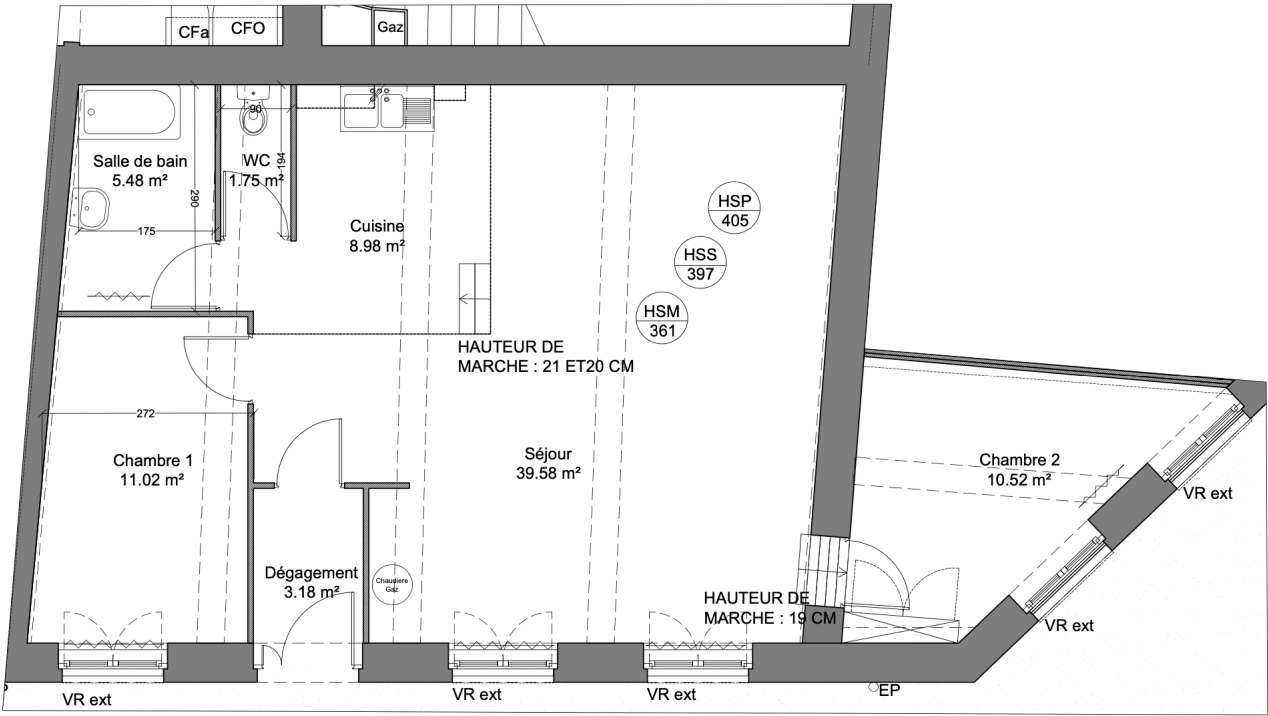 CFa
CFO
Gaz
90
Salle de bain
5.48 m²
WC
1.75 m²
194
290
175
Cuisine
8.98 m²
HSP
405
HSS
397
HSM
361
HAUTEUR DE
MARCHE : 21 ET20 CM
272
Chambre 1
11.02 m²
Séjour
39.58 m²
Chambre 2
10.52 m²
VR ext
Dégagement
3.18 m²
Chaudiere
Gaz
HAUTEUR DE
MARCHE : 19 CM
VR ext
VR ext
VR ext
VR ext
EP